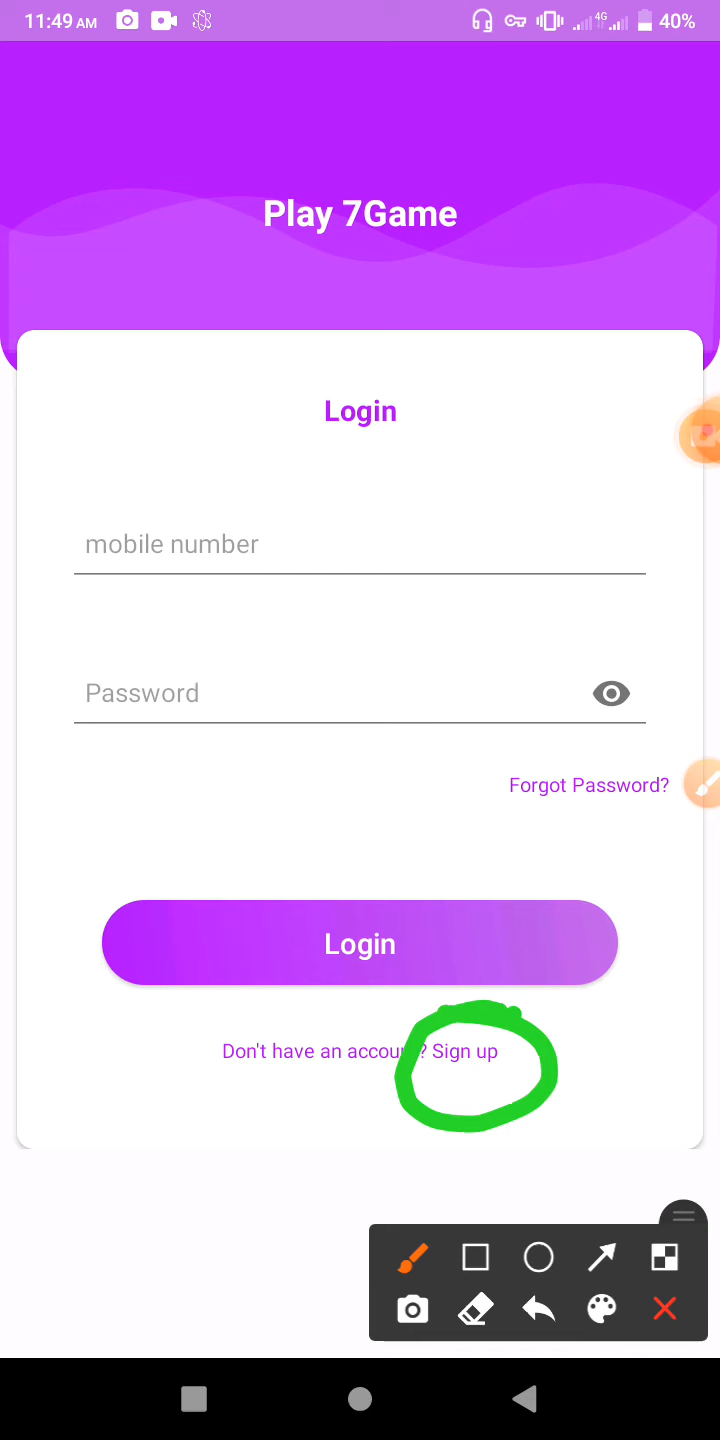 11:49 AM
4G
40%
Play 7Game
Login
mobile number
Password
Forgot Password?
Login
Don't have an account? Sign up